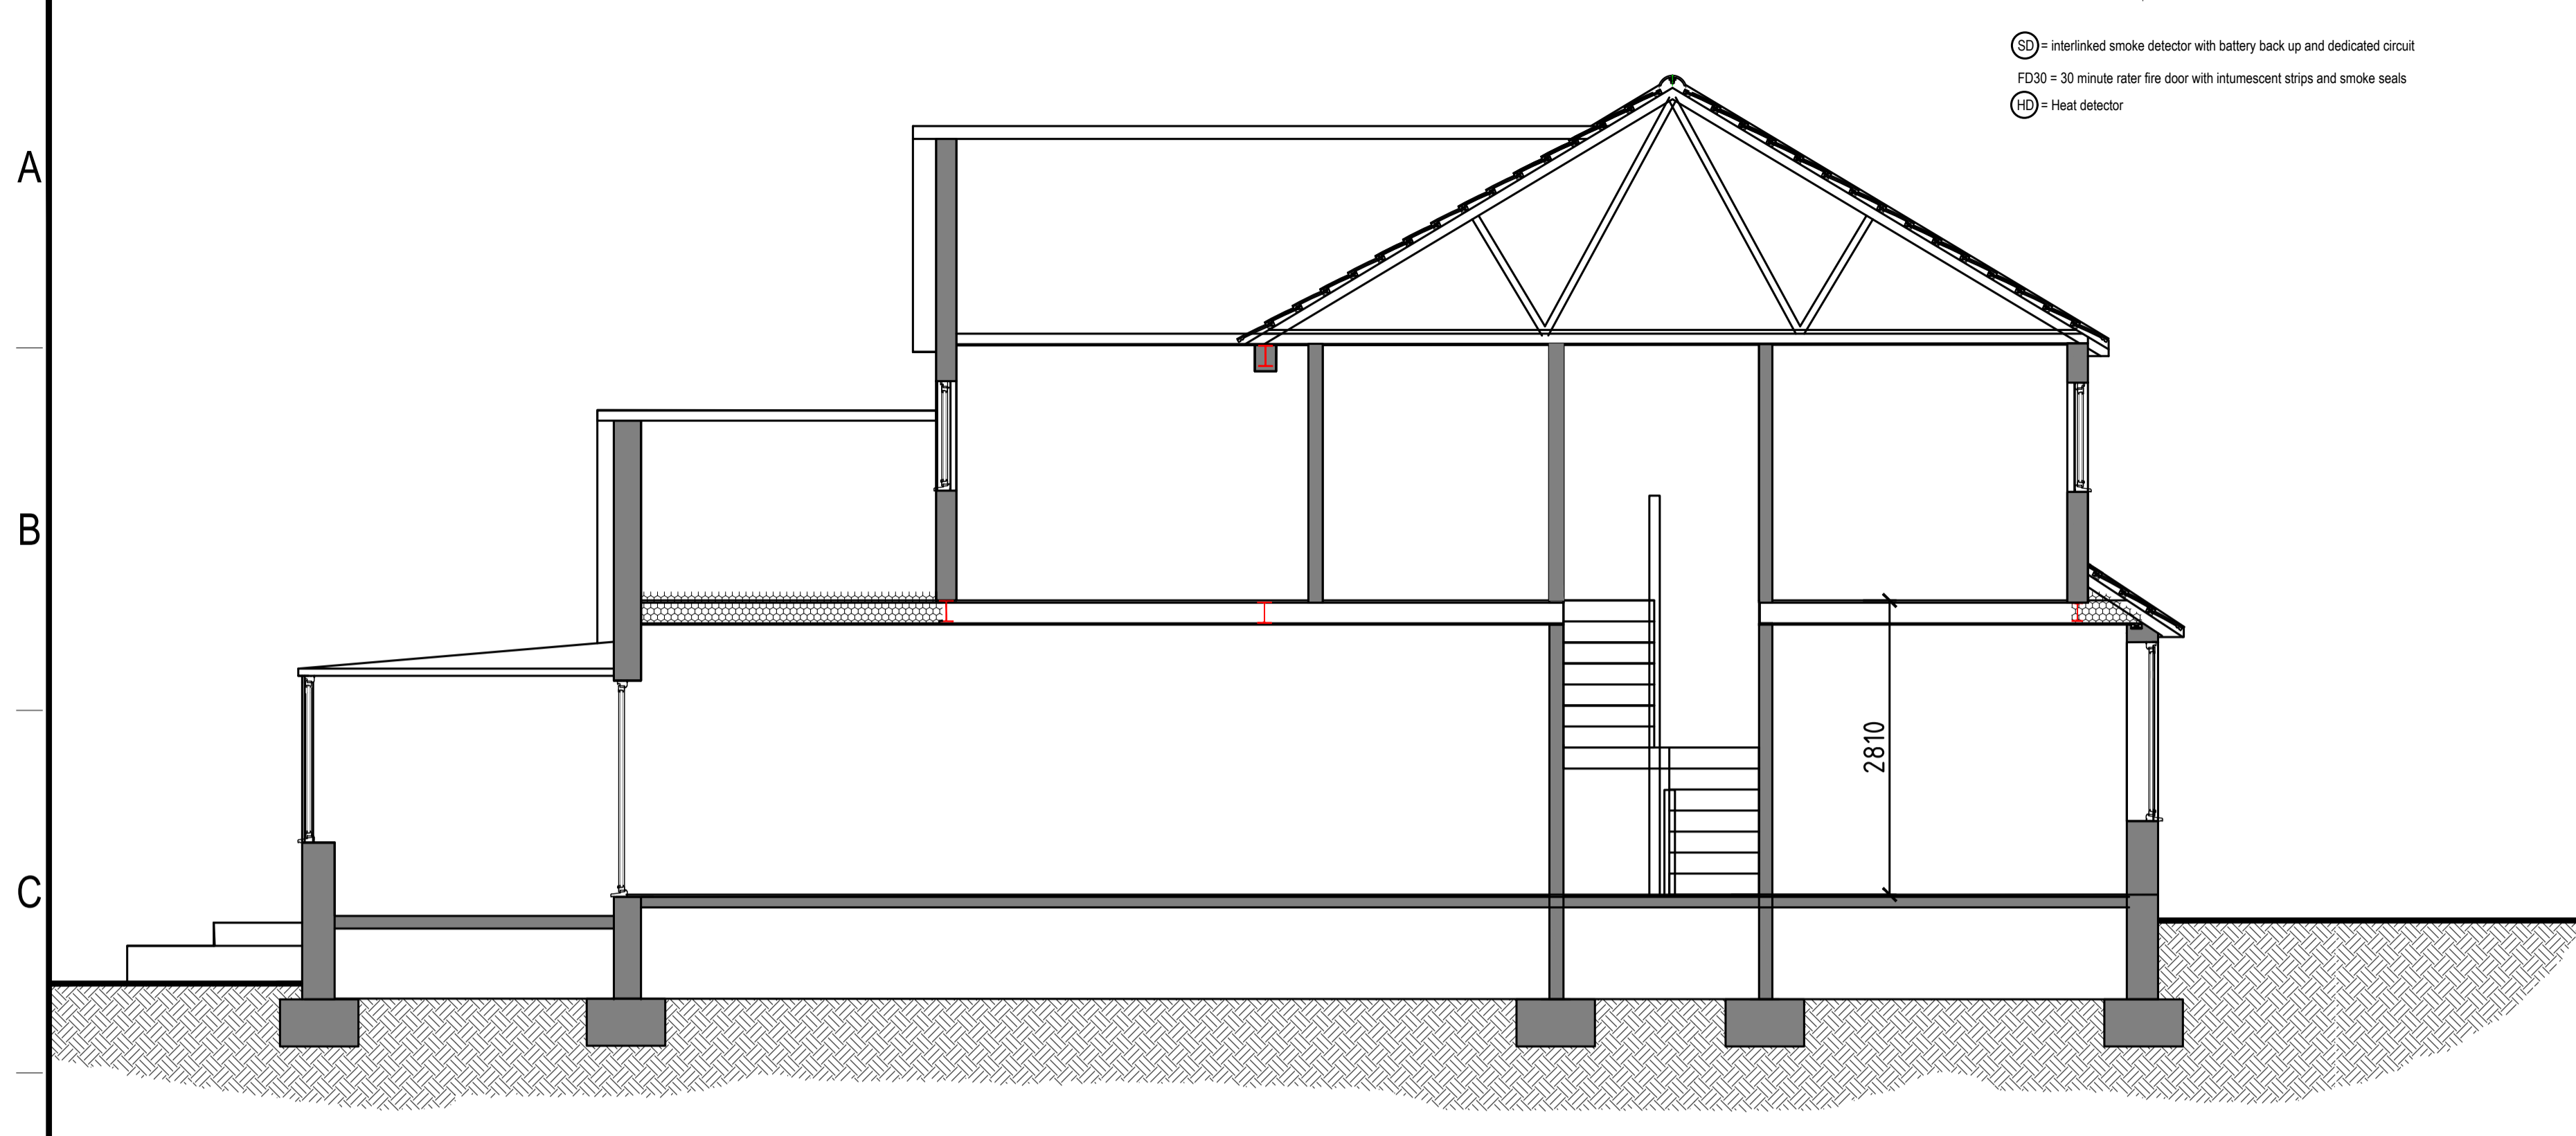 SD = interlinked smoke detector with battery back up and dedicated circuit
FD30 = 30 minute rater fire door with intumescent strips and smoke seals
HD = Heat detector
A
B
2810
C